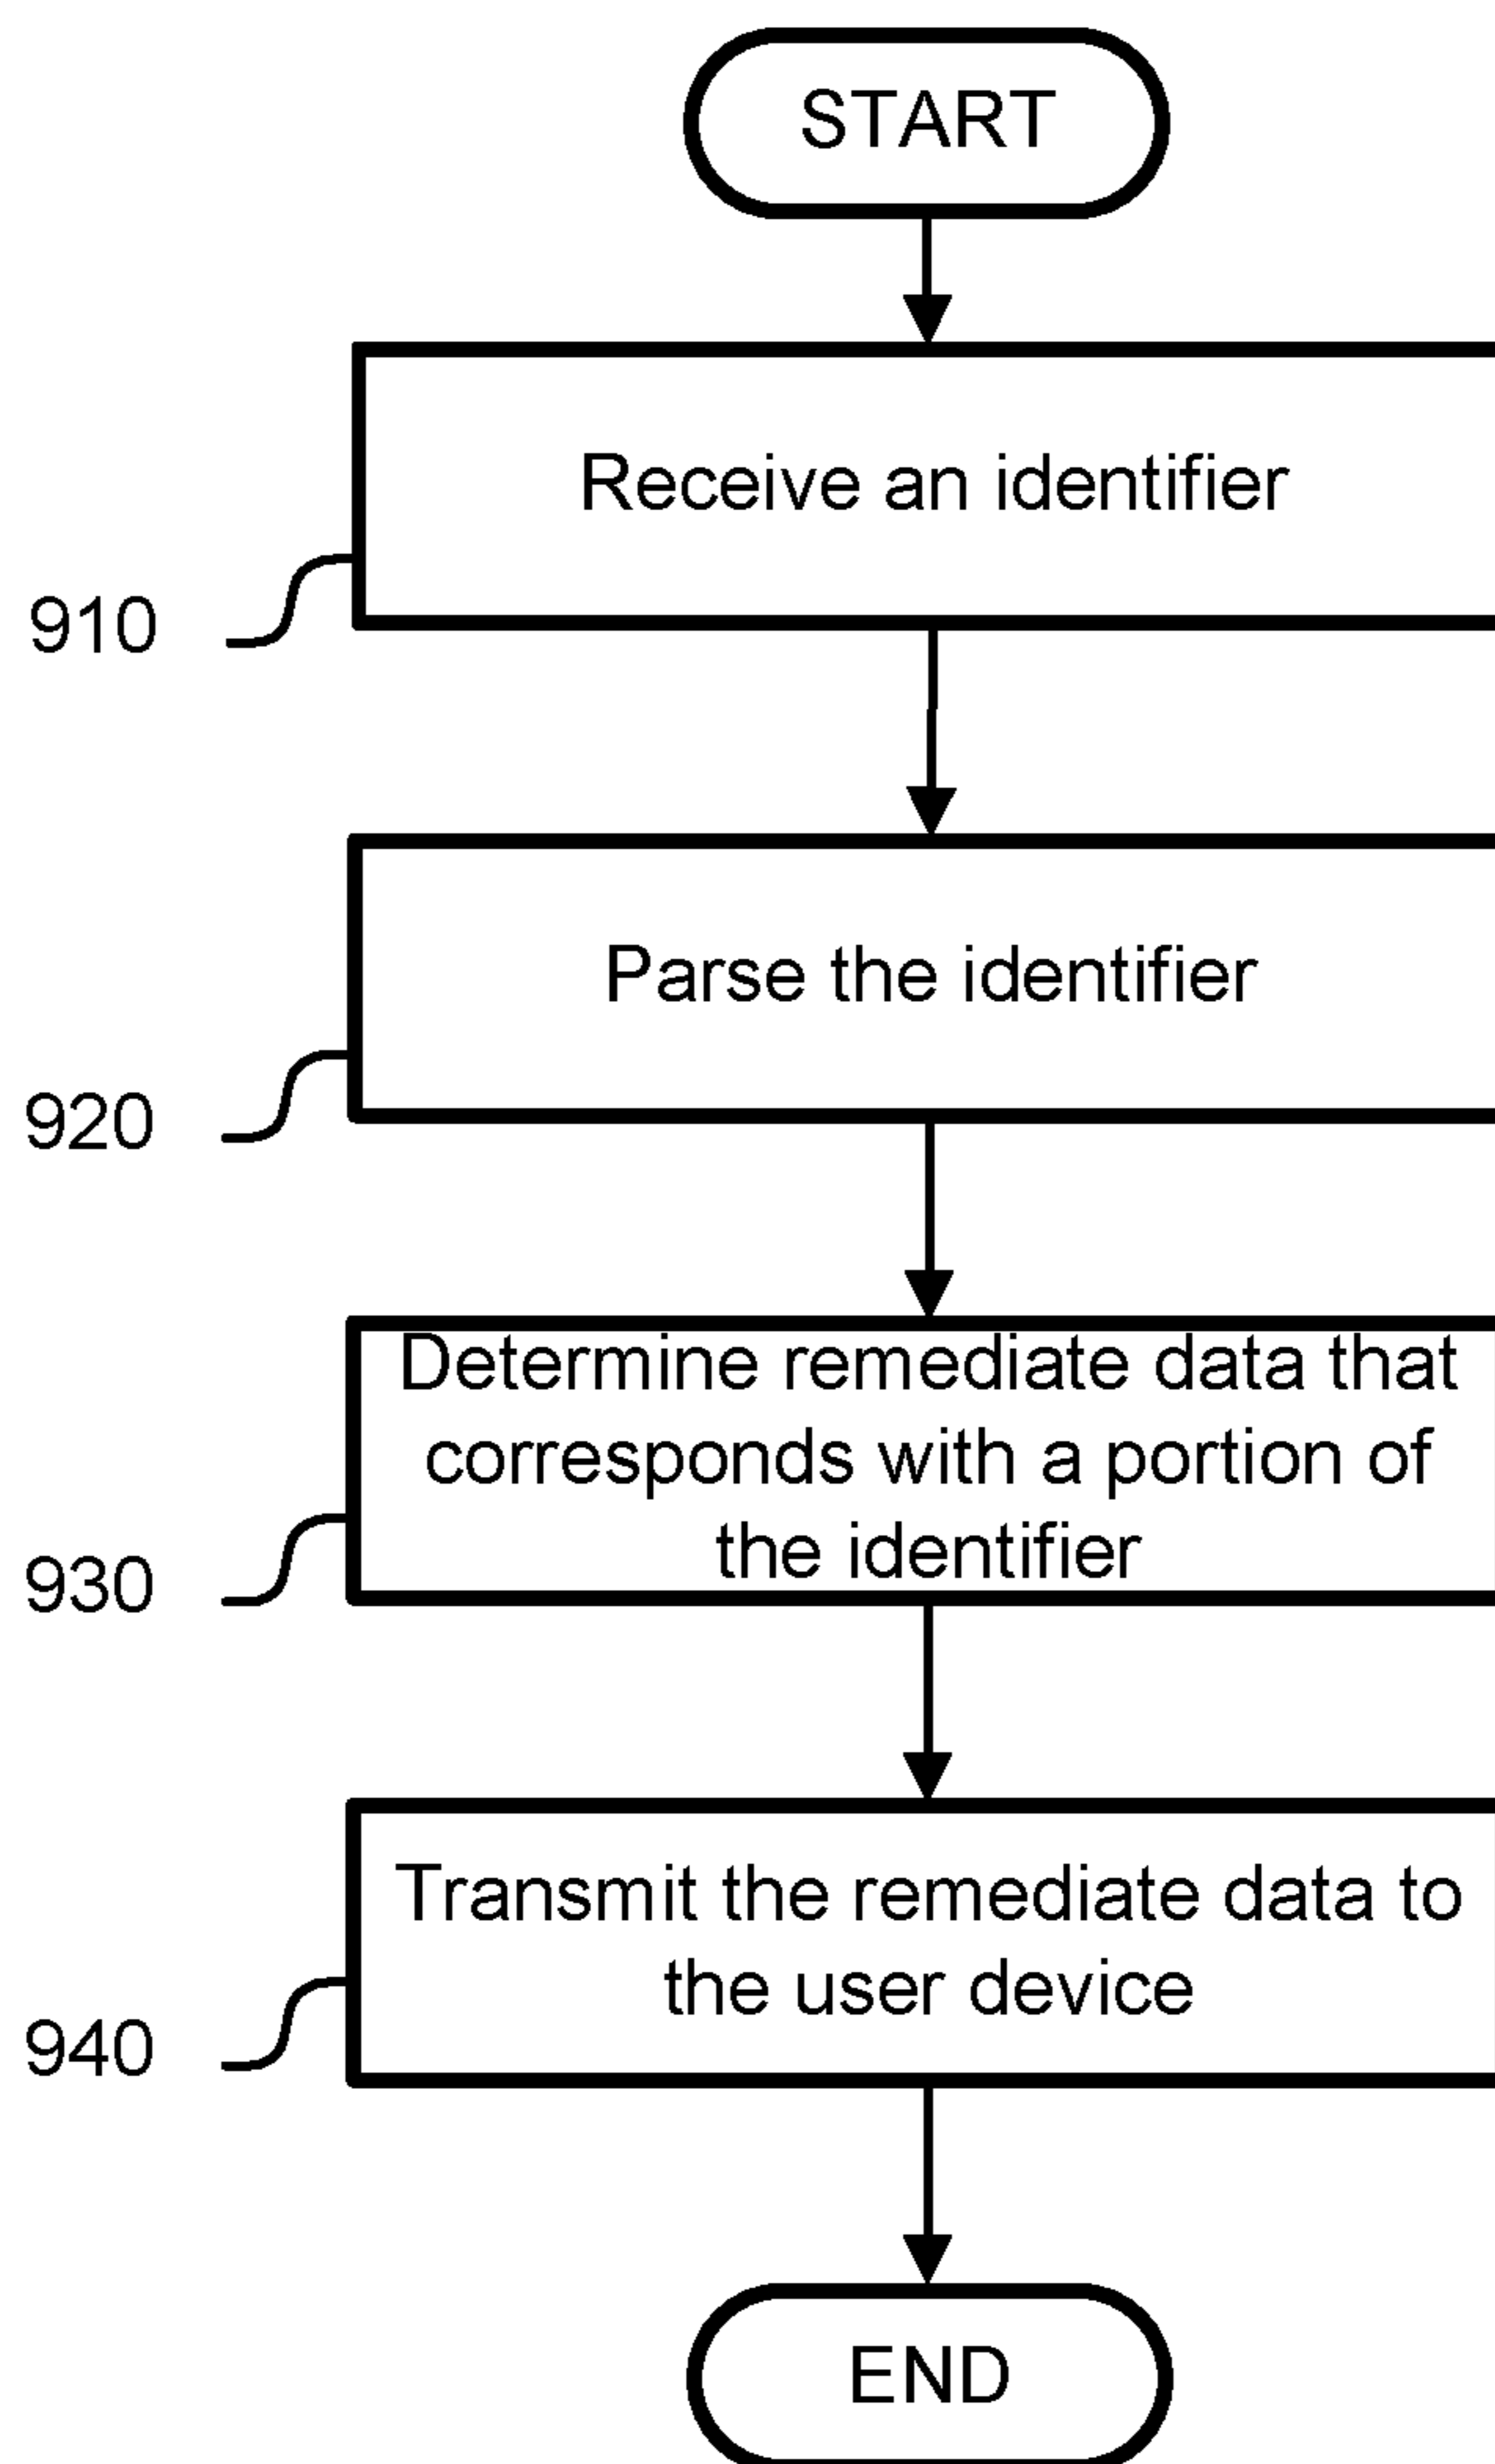 START
Receive an identifier
910
Parse the identifier
920
Determine remediate data that
corresponds with a portion of
the identifier
930
Transmit the remediate data to
the user device
940
END